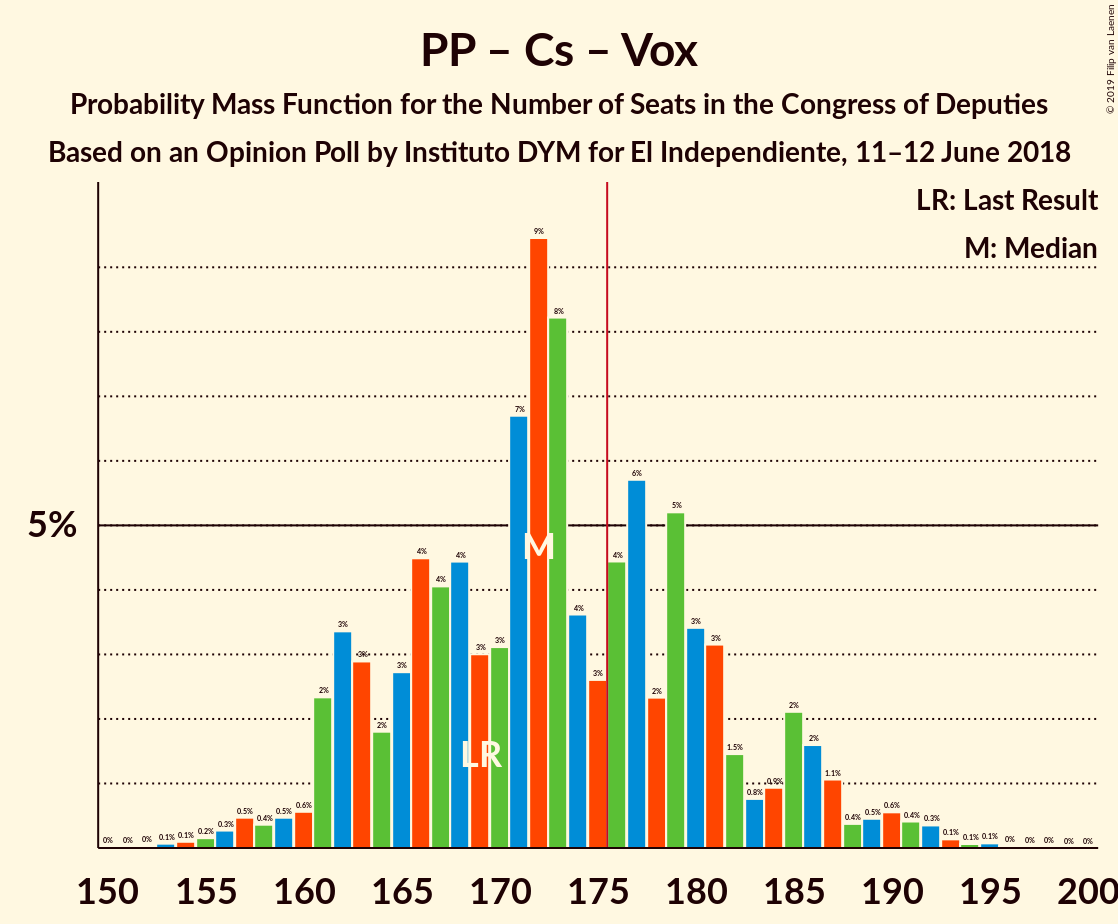 PP – Cs – Vox
Probability Mass Function for the Number of Seats in the Congress of Deputies
Based on an Opinion Poll by Instituto DYM for El Independiente, 11–12 June 2018
© 2019 Filip van Laenen
LR: Last Result
M: Median
5%
0% 0% 0% 0.1% 0.1% 0.2% 0.3% 0.5% 0.4% 0.5% 0.6% 2% 3% 3% 2% 3% 4% 4% 4% 3% 3% 7% 9% 8% 4% 3% 4% 6% 2% 5% 3% 3% 1.5% 0.8% 0.9% 2% 2% 1.1% 0.4% 0.5% 0.6% 0.4% 0.3% 0.1% 0.1% 0.1% 0% 0% 0% 0% 0%
M
LR
150 155 160 165 170 175 180 185 190 195 200